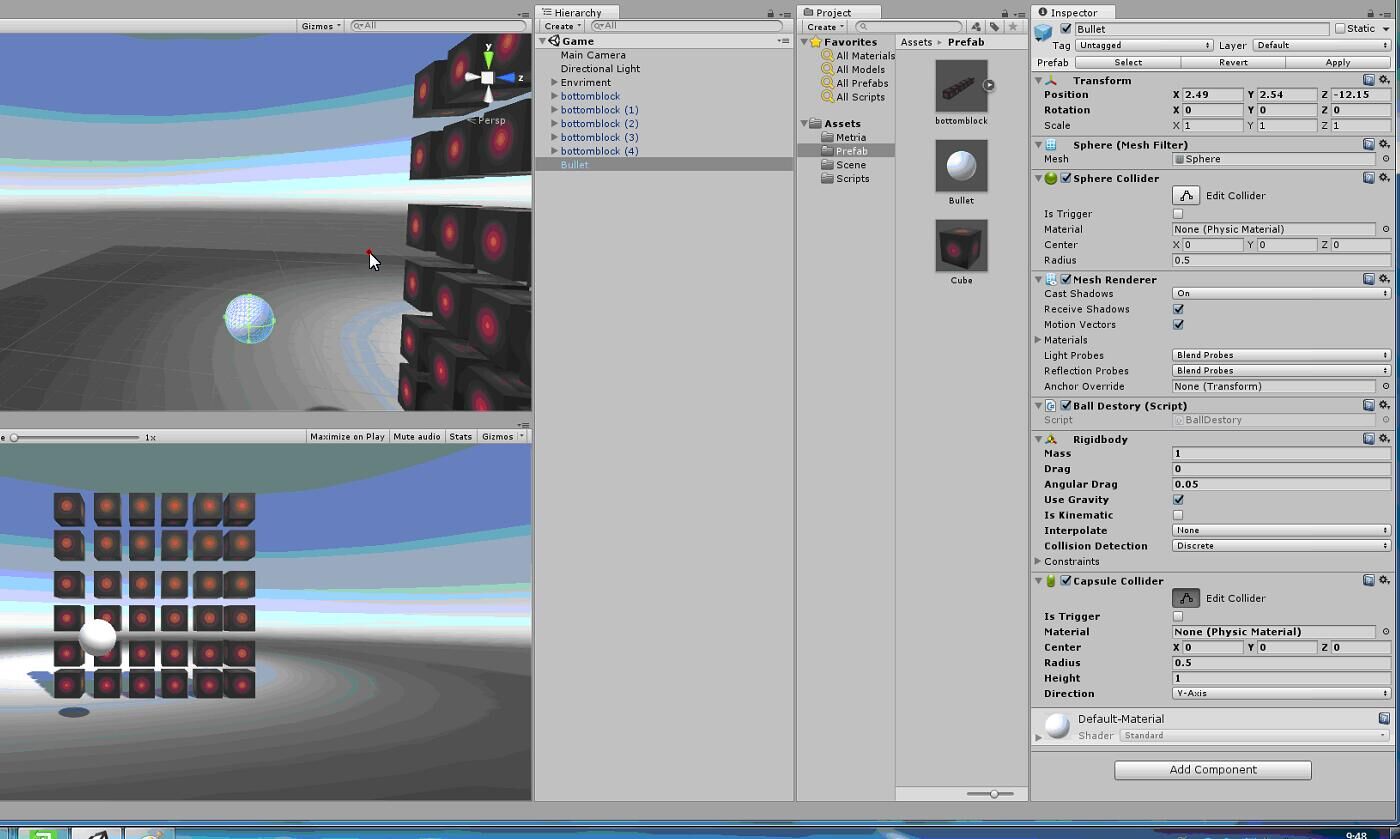 Gizmos All
y
z
Persp
e 1x
Maximize on Play Mute audio Stats Gizmos
Hierarchy
Create All
Game
Main Camera
Directional Light
Envriment
bottomblock
bottomblock (1)
bottomblock (2)
bottomblock (3)
bottomblock (4)
Bullet
Project
Create
Favorites
All Materials
All Models
All Prefabs
All Scripts
Assets
Metria
Prefab
Scene
Scripts
Assets Prefab
bottomblock
Bullet
Cube
Inspector
Bullet Static
Tag Untagged Layer Default
Prefab Select Revert Apply
Transform
Position X 2.49 Y 2.54 Z -12.15
Rotation X 0 Y 0 Z 0
Scale X 1 Y 1 Z 1
Sphere (Mesh Filter)
Mesh Sphere
Sphere Collider
Edit Collider
Is Trigger
Material None (Physic Material)
Center X 0 Y 0 Z 0
Radius 0.5
Mesh Renderer
Cast Shadows On
Receive Shadows
Motion Vectors
Materials
Light Probes Blend Probes
Reflection Probes Blend Probes
Anchor Override None (Transform)
Ball Destory (Script)
Script BallDestory
Rigidbody
Mass 1
Drag 0
Angular Drag 0.05
Use Gravity
Is Kinematic
Interpolate None
Collision Detection Discrete
Constraints
Capsule Collider
Edit Collider
Is Trigger
Material None (Physic Material)
Center X 0 Y 0 Z 0
Radius 0.5
Height 1
Direction Y-Axis
Default-Material
Shader Standard
Add Component
9:48